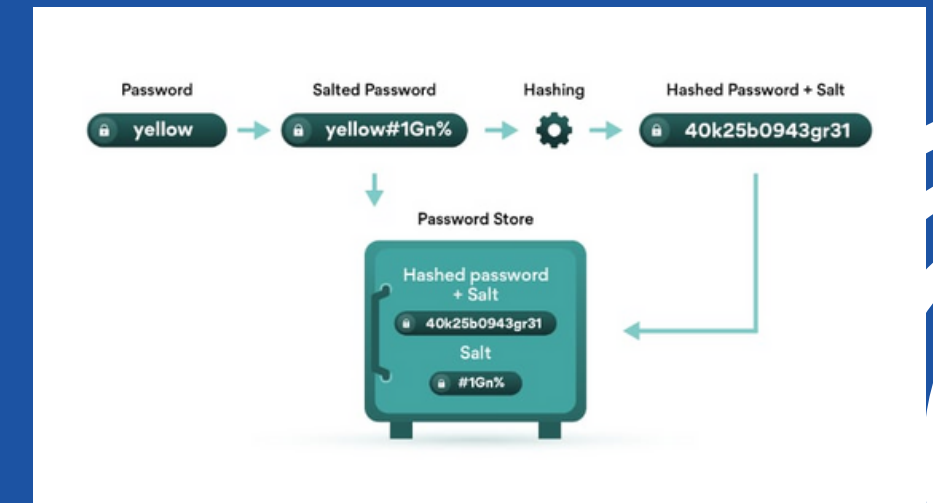 Password
Salted Password
Hashing
Hashed Password + Salt
yellow
yellow#1Gn%
40k25b0943gr31
Password Store
Hashed password
+ Salt
40k25b0943gr31
Salt
#1Gn%